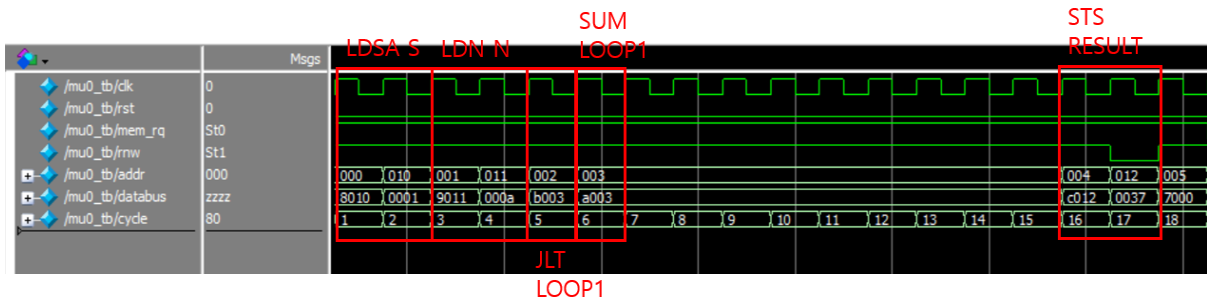 SUM
STS
LDSA S
LDN N
LOOP1
RESULT
Msgs
/mu0_tb/clk 0
/mu0_tb/rst 0
/mu0_tb/mem_rq St0
/mu0_tb/rnw St1
/mu0_tb/addr 000 000 010 001 011 002 003 004 012 005
/mu0_tb/databus zzzz 8010 0001 9011 000a b003 a003 c012 0037 7000
/mu0_tb/cycle 80 1 2 3 4 5 6 7 8 9 10 11 12 13 14 15 16 17 18
JLT
LOOP1